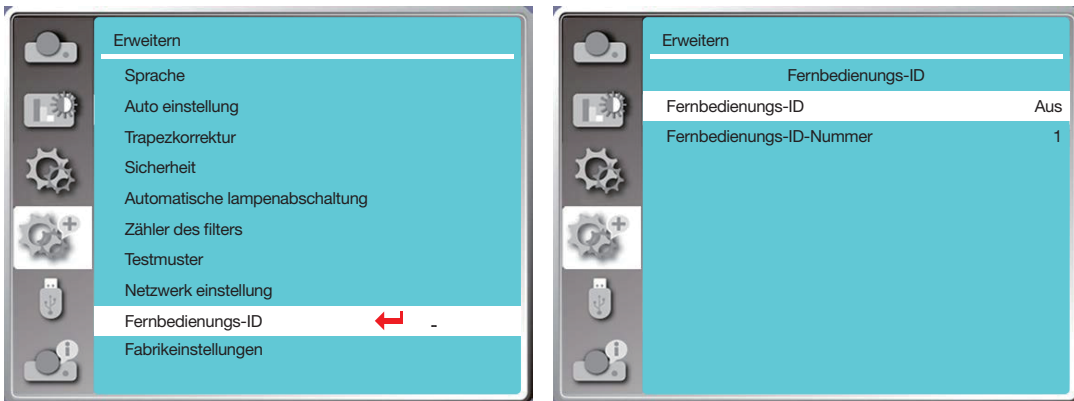 Erweitern
Sprache
Auto einstellung
Trapezkorrektur
Sicherheit
Automatische lampenabschaltung
Zähler des filters
Testmuster
Netzwerk einstellung
Fernbedienungs-ID -
Fabrikeinstellungen
Erweitern
Fernbedienungs-ID
Fernbedienungs-ID Aus
Fernbedienungs-ID-Nummer 1